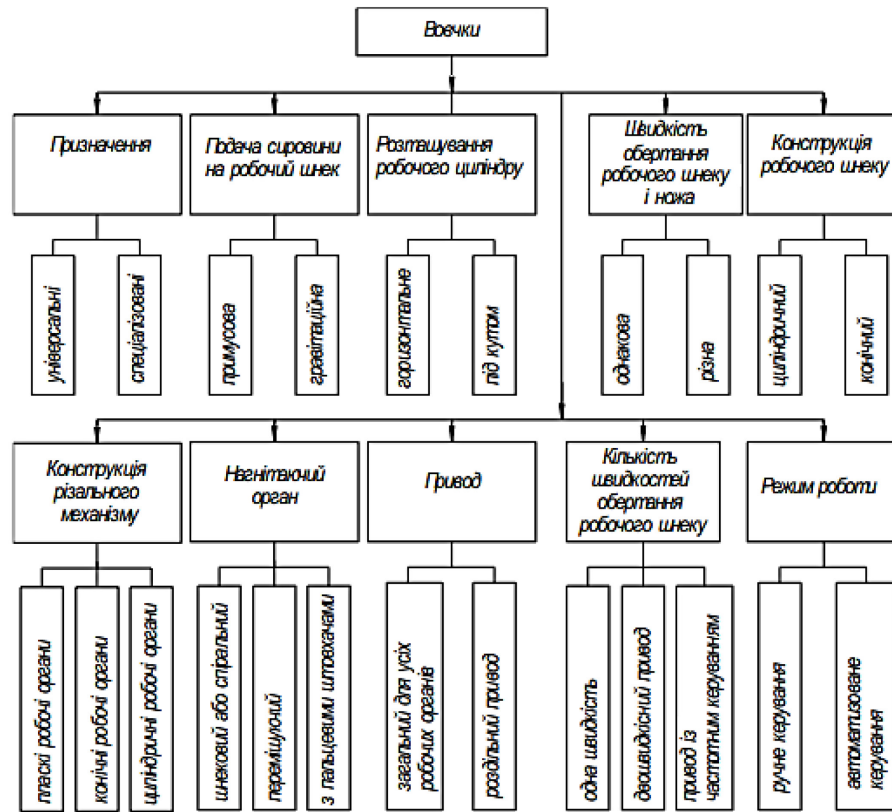 Вовчки
Призначення
Подача сировини
на робочий шнек
Розташування
робочого циліндру
Швидкість
обертання
робочого шнеку
і ножа
Конструкція
робочого шнеку
універсальні
спеціалізовані
примусова
гравітаційна
горизонтальне
під кутом
однакова
різна
циліндричний
конічний
Конструкція
різального
механізму
Нагнітаючий
орган
Привод
Кількість
швидкостей
обертання
робочого шнеку
Режим роботи
пласкі робочі органи
конічні робочі органи
циліндричні робочі органи
шнековий або спіральний
перемішуючий
з пальцевими штовхачами
загальний для усіх
робочих органів
роздільний привод
одна швидкість
двошвидкісний привод
привод із
частотним керуванням
ручне керування
автоматизоване
керування